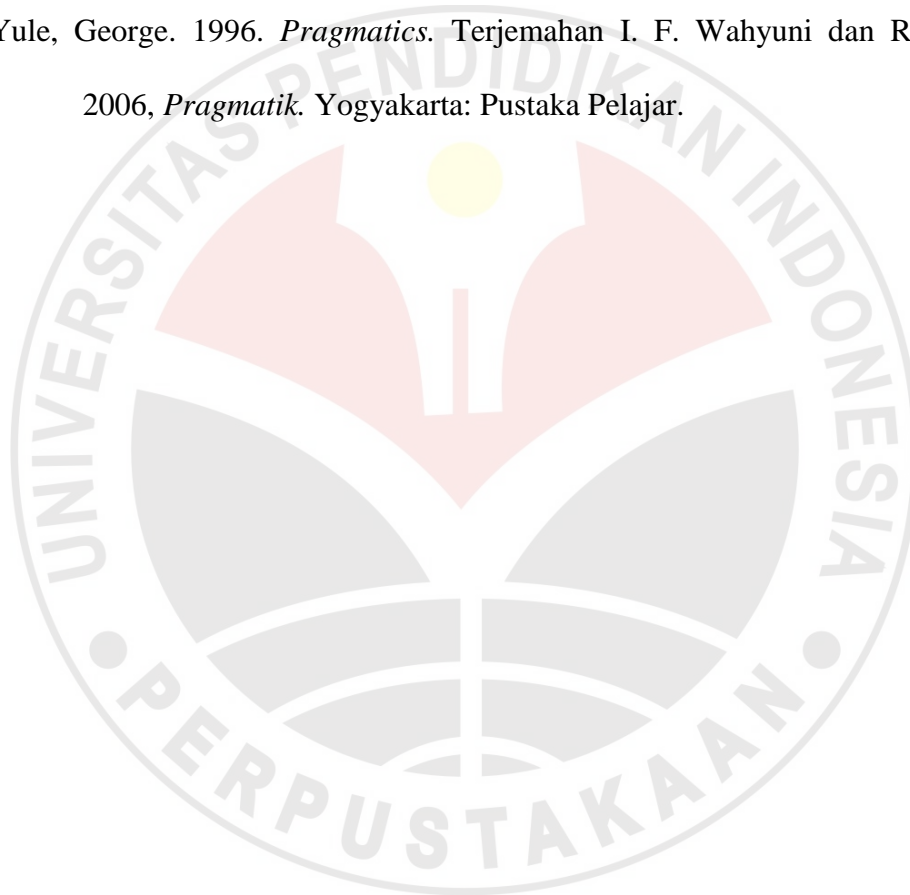 Yule, George. 1996. Pragmatics. Terjemahan I. F. Wahyuni dan R
2006, Pragmatik. Yogyakarta: Pustaka Pelajar.
UNIVERSITAS PENDIDIKAN INDONESIA
PERPUSTAKAAN